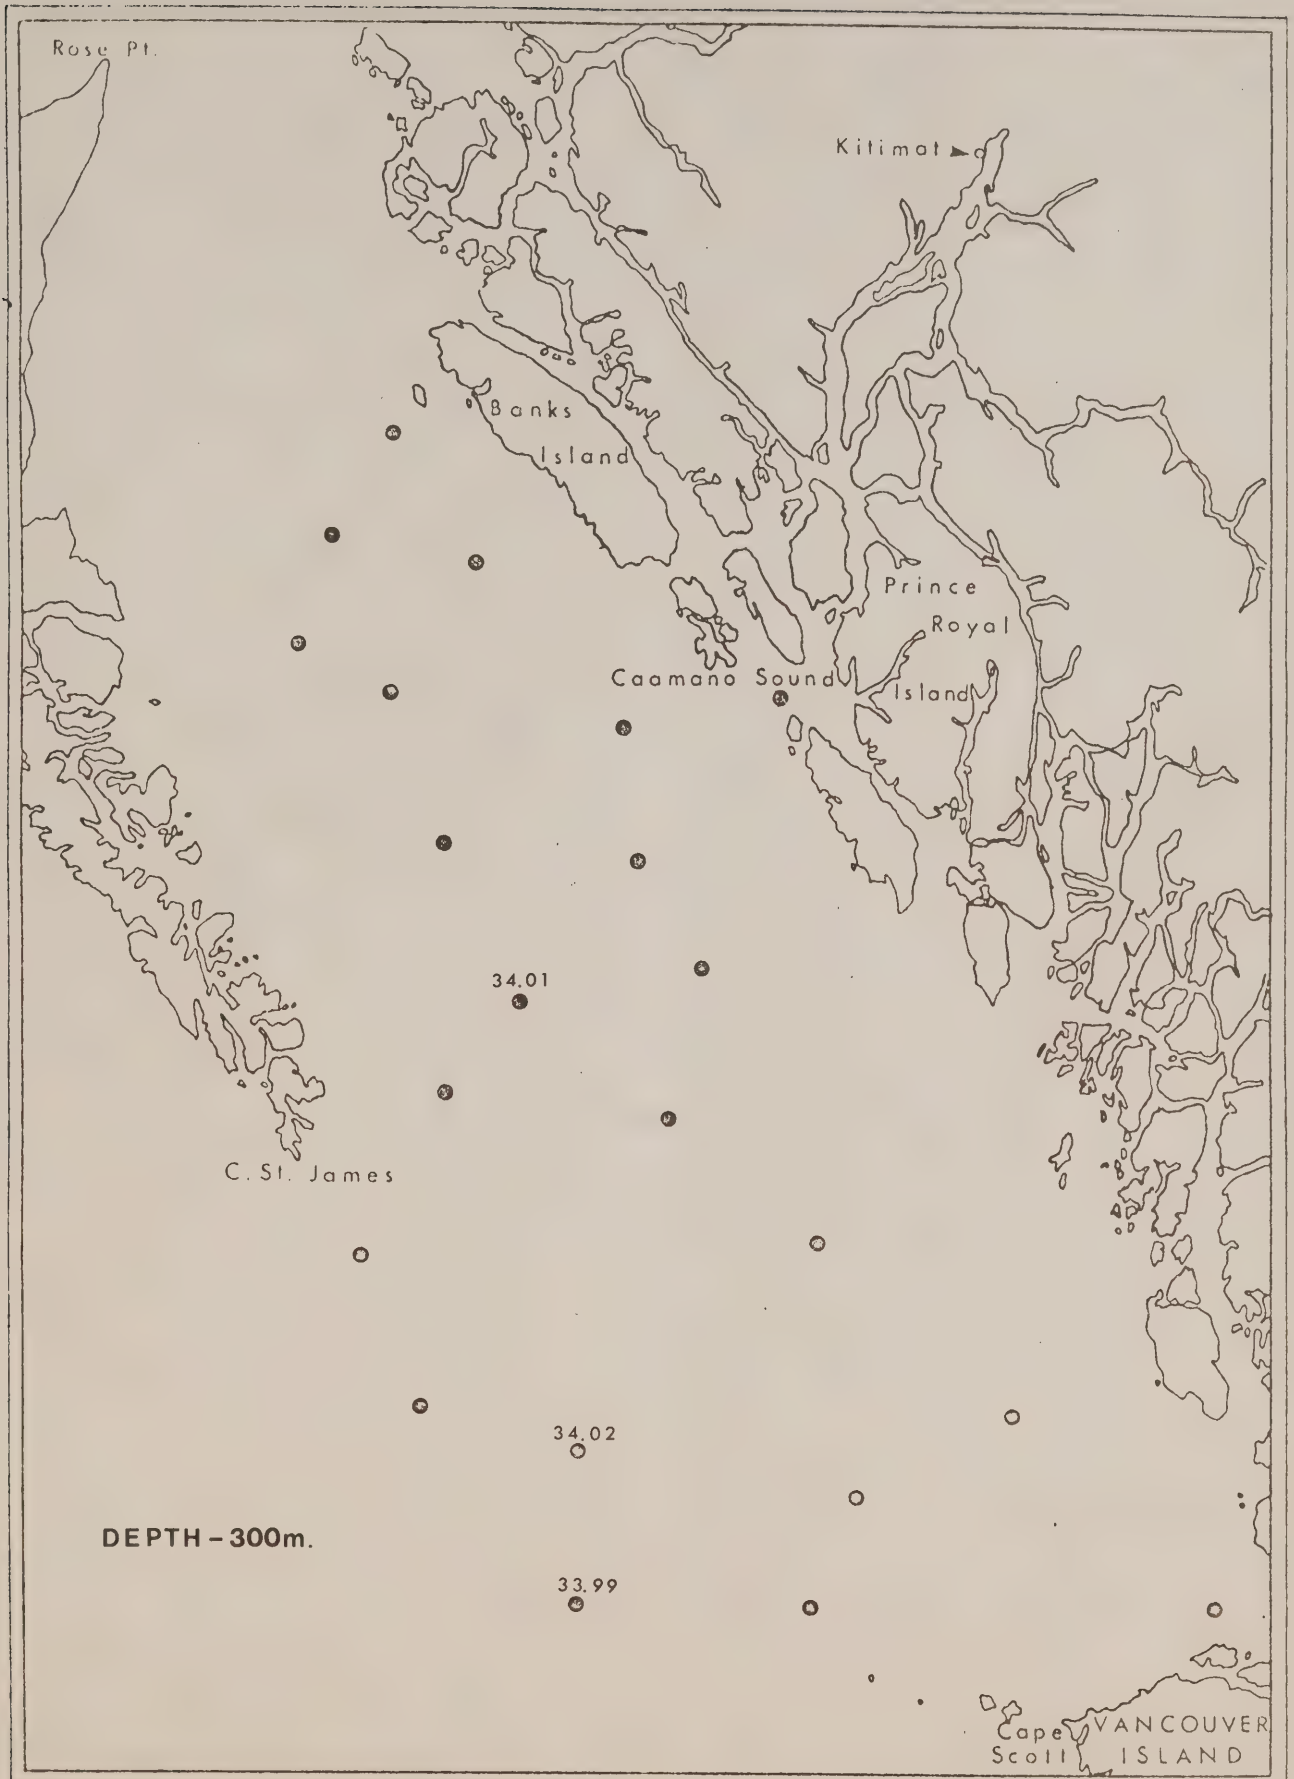 Rose Pt.
Kitimat
Banks
Island
Prince
Royal
Island
Caamano Sound
34.01
C. St. James
34.02
DEPTH – 300m.
33.99
Cape
Scott
VANCOUVER
ISLAND